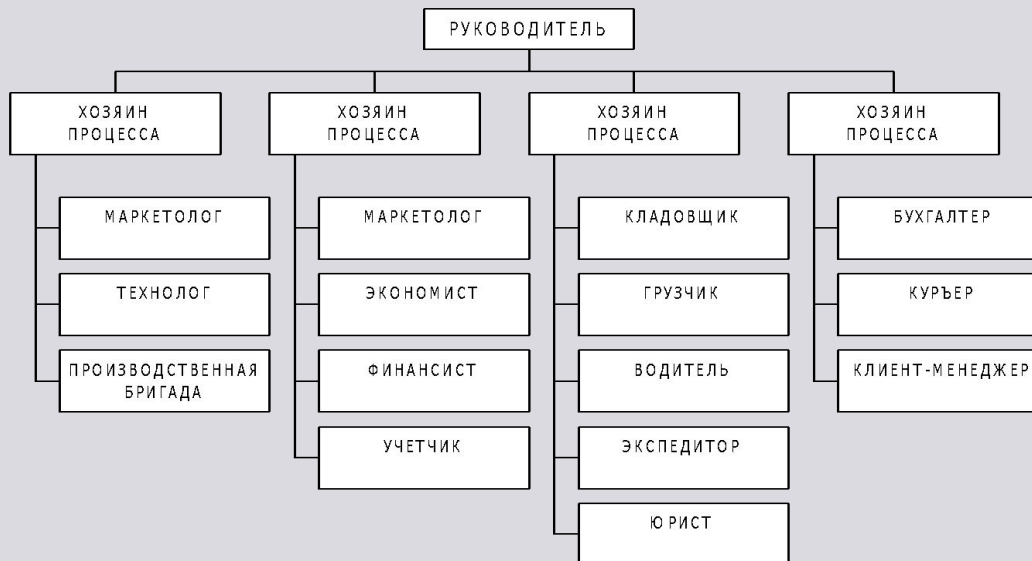 РУКОВОДИТЕЛЬ
ХОЗЯИН
ПРОЦЕССА
ХОЗЯИН
ПРОЦЕССА
ХОЗЯИН
ПРОЦЕССА
ХОЗЯИН
ПРОЦЕССА
МАРКЕТОЛОГ
ТЕХНОЛОГ
ПРОИЗВОДСТВЕННАЯ
БРИГАДА
МАРКЕТОЛОГ
ЭКОНОМИСТ
ФИНАНСИСТ
УЧЕТЧИК
КЛАДОВЩИК
ГРУЗЧИК
ВОДИТЕЛЬ
ЭКСПЕДИТОР
ЮРИСТ
БУХГАЛТЕР
КУРЪЕР
КЛИЕНТ-МЕНЕДЖЕР